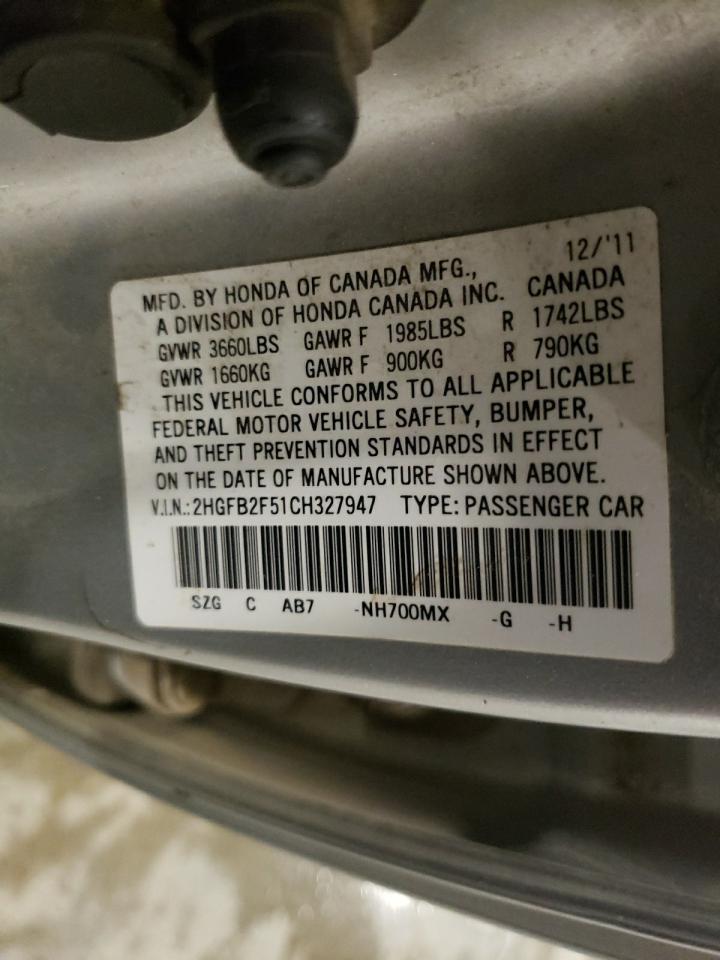 12/'11
MFD. BY HONDA OF CANADA MFG.,
A DIVISION OF HONDA CANADA INC. CANADA
GVWR 3660LBS GAWR F 1985LBS R 1742LBS
GVWR 1660KG GAWR F 900KG R 790KG
THIS VEHICLE CONFORMS TO ALL APPLICABLE
FEDERAL MOTOR VEHICLE SAFETY, BUMPER,
AND THEFT PREVENTION STANDARDS IN EFFECT
ON THE DATE OF MANUFACTURE SHOWN ABOVE.
V.I.N.: 2HGFB2F51CH327947 TYPE: PASSENGER CAR
SZG C AB7 -NH700MX -G -H